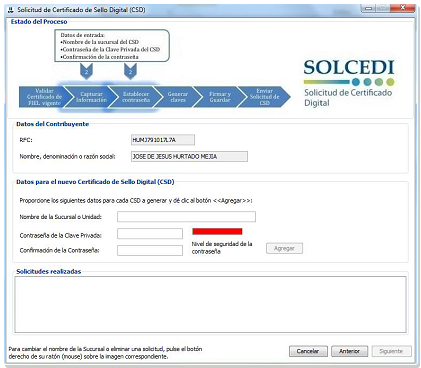 Solicitud de Certificado de Sello Digital (CSD)
Estado del Proceso
Datos de entrada:
•Nombre de la sucursal del CSD
•Contraseña de la Clave Privada del CSD
•Confirmación de la contraseña
2
2
Validar Certificado de FIEL vigente
Capturar Información
Establecer contraseña
Generar claves
Firmar y Guardar
Enviar Solicitud de CSD
SOLCEDI
Solicitud de Certificado
Digital
Datos del Contribuyente
RFC:
HUMJ791017L7A
Nombre, denominación o razón social:
JOSE DE JESUS HURTADO MEJIA
Datos para el nuevo Certificado de Sello Digital (CSD)
Proporcione los siguientes datos para cada CSD a generar y dé clic al botón <<Agregar>>:
Nombre de la Sucursal o Unidad:
Contraseña de la Clave Privada:
Confirmación de la Contraseña:
Nivel de seguridad de la
contraseña
Agregar
Solicitudes realizadas
Para cambiar el nombre de la Sucursal o eliminar una solicitud, pulse el botón
derecho de su ratón (mouse) sobre la imagen correspondiente.
Cancelar
Anterior
Siguiente